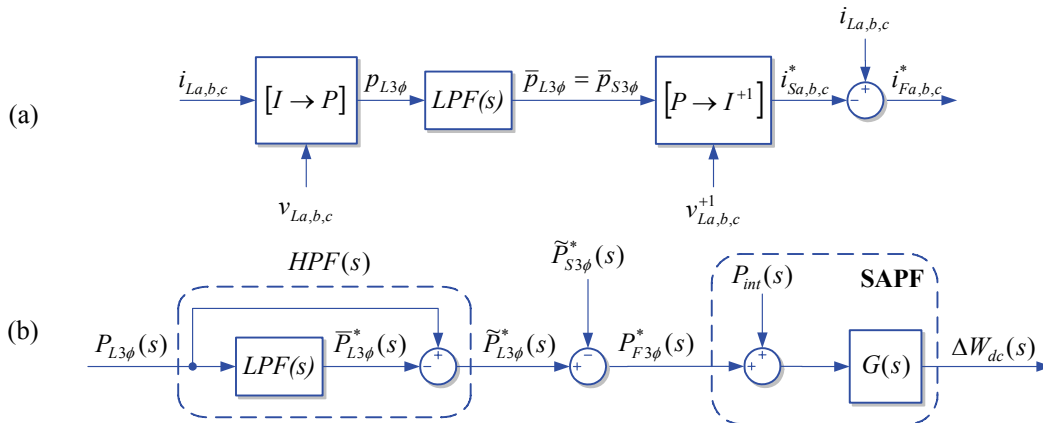 (a)
i_{La,b,c}
[I → P]
p_{L3ϕ}
LPF(s)
p̅_{L3ϕ} = p̅_{S3ϕ}
[P → I^{+1}]
i^*_{Sa,b,c}
i_{La,b,c}
+
−
i^*_{Fa,b,c}
v_{La,b,c}
v^{+1}_{La,b,c}
(b)
HPF(s)
P_{L3ϕ}(s)
LPF(s)
P̅^*_{L3ϕ}(s)
+
−
P̃^*_{L3ϕ}(s)
P̃^*_{S3ϕ}(s)
−
+
P^*_{F3ϕ}(s)
SAPF
P_{int}(s)
+
+
G(s)
ΔW_{dc}(s)